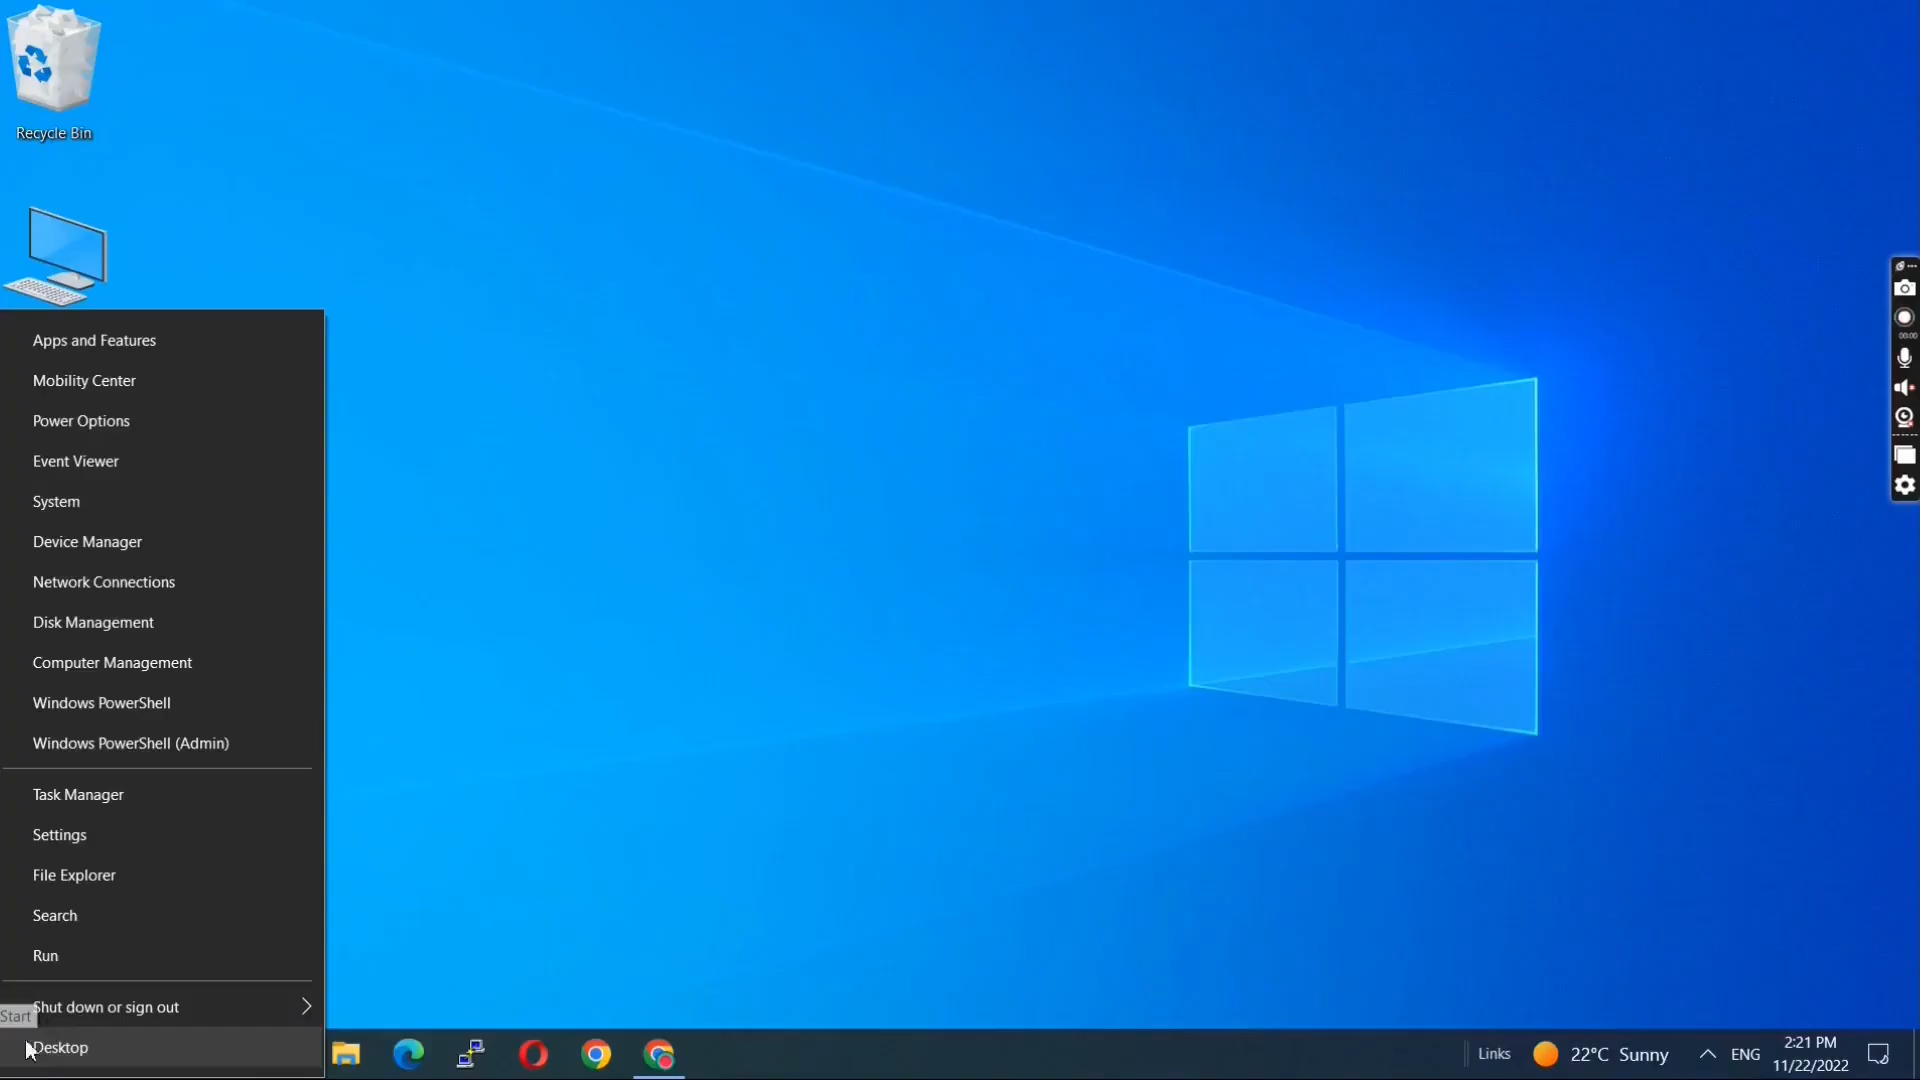 Recycle Bin
Apps and Features
Mobility Center
Power Options
Event Viewer
System
Device Manager
Network Connections
Disk Management
Computer Management
Windows PowerShell
Windows PowerShell (Admin)
Task Manager
Settings
File Explorer
Search
Run
Shut down or sign out
Start
Desktop
00:00
Links
22°C Sunny
ENG
2:21 PM
11/22/2022